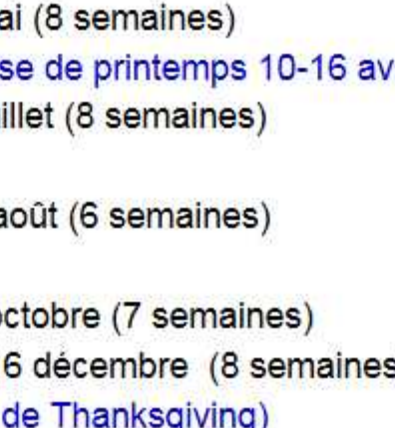 ai (8 semaines)
se de printemps 10-16 av
illet (8 semaines)
août (6 semaines)
octobre (7 semaines)
6 décembre (8 semaines
de Thanksgiving)